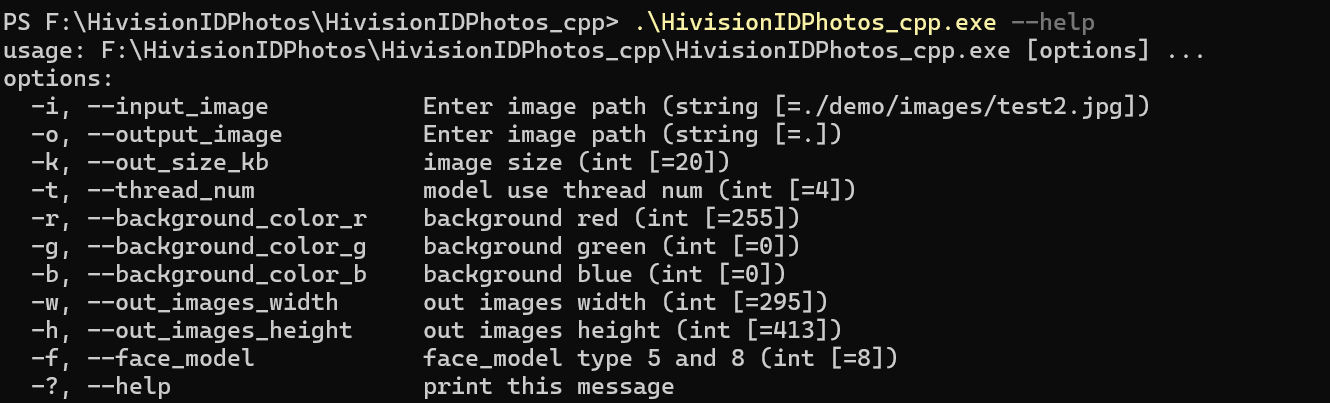 PS F:\HivisionIDPhotos\HivisionIDPhotos_cpp> .\HivisionIDPhotos_cpp.exe --help
usage: F:\HivisionIDPhotos\HivisionIDPhotos_cpp\HivisionIDPhotos_cpp.exe [options] ...
options:
  -i, --input_image           Enter image path (string [=./demo/images/test2.jpg])
  -o, --output_image          Enter image path (string [=.])
  -k, --out_size_kb           image size (int [=20])
  -t, --thread_num            model use thread num (int [=4])
  -r, --background_color_r    background red (int [=255])
  -g, --background_color_g    background green (int [=0])
  -b, --background_color_b    background blue (int [=0])
  -w, --out_images_width      out images width (int [=295])
  -h, --out_images_height     out images height (int [=413])
  -f, --face_model            face_model type 5 and 8 (int [=8])
  -?, --help                  print this message